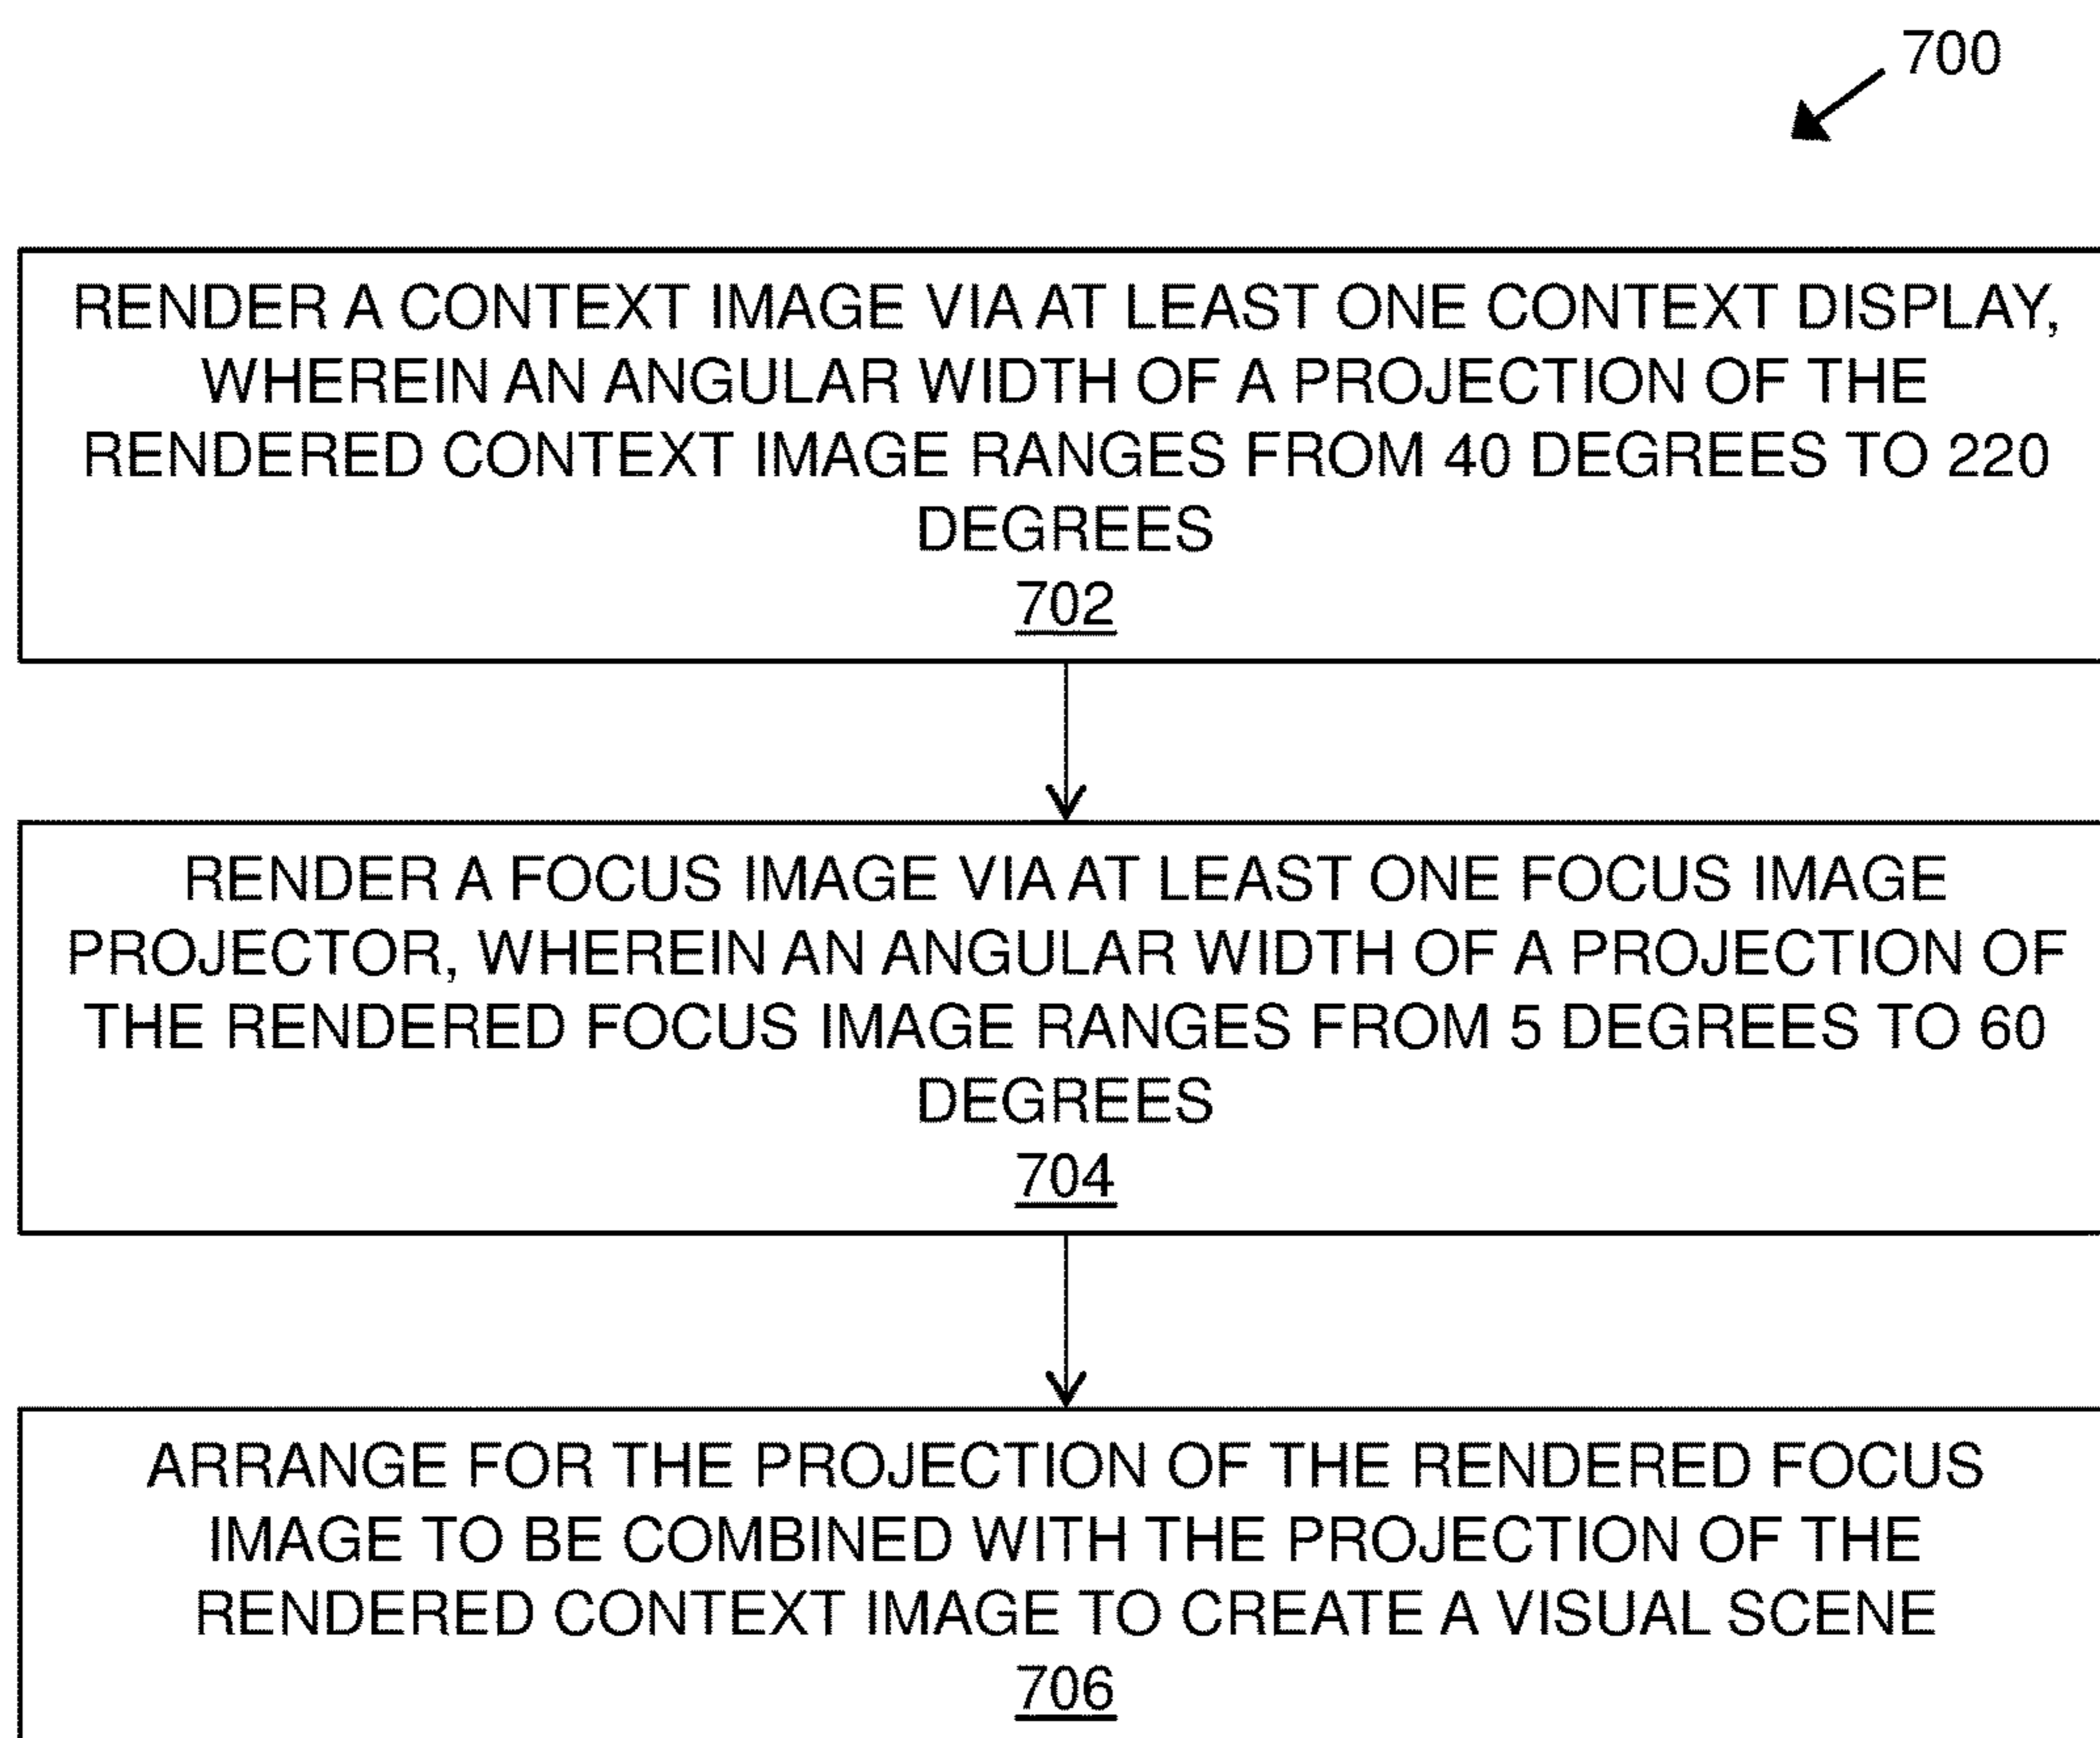 700
RENDER A CONTEXT IMAGE VIA AT LEAST ONE CONTEXT DISPLAY,
WHEREIN AN ANGULAR WIDTH OF A PROJECTION OF THE
RENDERED CONTEXT IMAGE RANGES FROM 40 DEGREES TO 220
DEGREES
702
RENDER A FOCUS IMAGE VIA AT LEAST ONE FOCUS IMAGE
PROJECTOR, WHEREIN AN ANGULAR WIDTH OF A PROJECTION OF
THE RENDERED FOCUS IMAGE RANGES FROM 5 DEGREES TO 60
DEGREES
704
ARRANGE FOR THE PROJECTION OF THE RENDERED FOCUS
IMAGE TO BE COMBINED WITH THE PROJECTION OF THE
RENDERED CONTEXT IMAGE TO CREATE A VISUAL SCENE
706